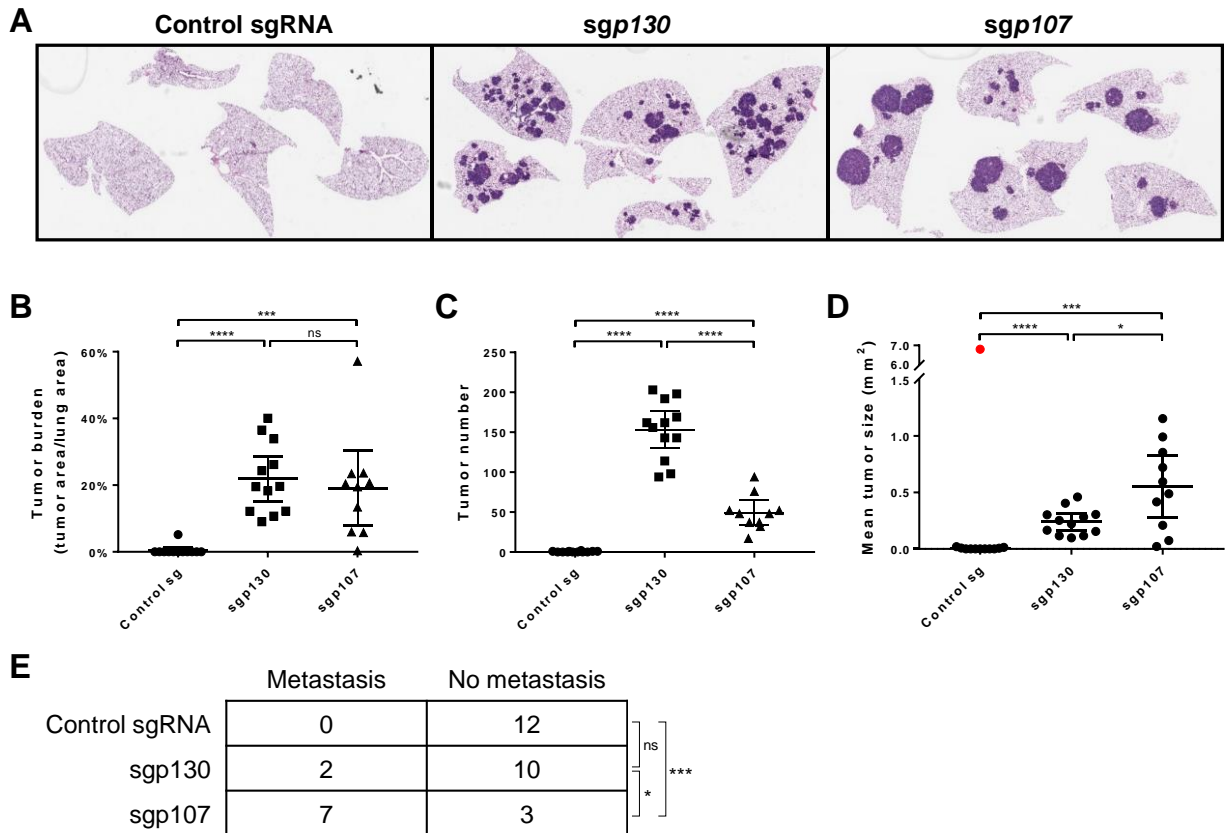 A
Control sgRNA
sgp130
sgp107
B
***
****
ns
Tumor burden
(tumor area/lung area)
60%
40%
20%
0%
Control sg
sgp130
sgp107
C
****
****
****
Tumor number
250
200
150
100
50
0
Control sg
sgp130
sgp107
D
***
****
*
Mean tumor size (mm²)
7.0
6.0
1.5
1.0
0.5
0.0
Control sg
sgp130
sgp107
E
Metastasis No metastasis
Control sgRNA 0 12
sgp130 2 10
sgp107 7 3
ns
*
***